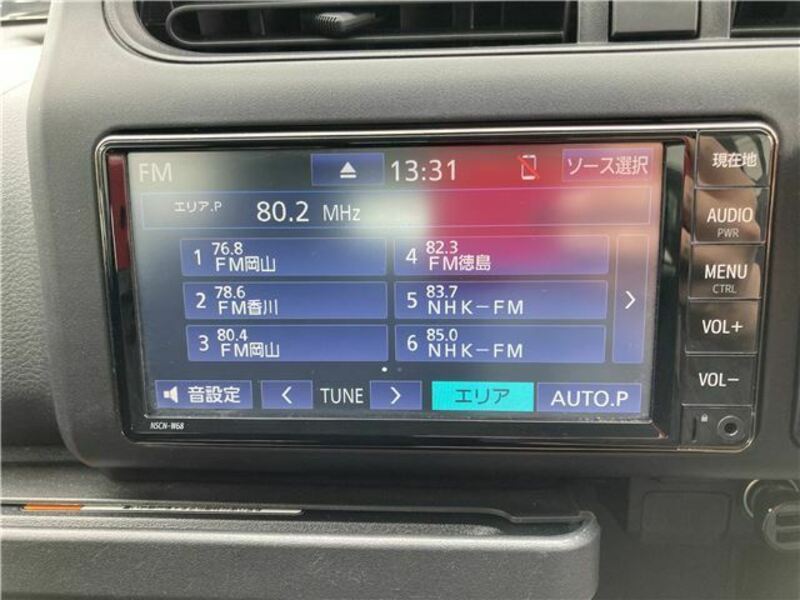 FM 13:31 ソース選択
エリア.P 80.2 MHz
1 76.8 FM岡山
4 82.3 FM徳島
2 78.6 FM香川
5 83.7 NHK-FM
3 80.4 FM岡山
6 85.0 NHK-FM
音設定 < TUNE > エリア AUTO.P
NSCN-W68
現在地
AUDIO
PWR
MENU
CTRL
VOL+
VOL-